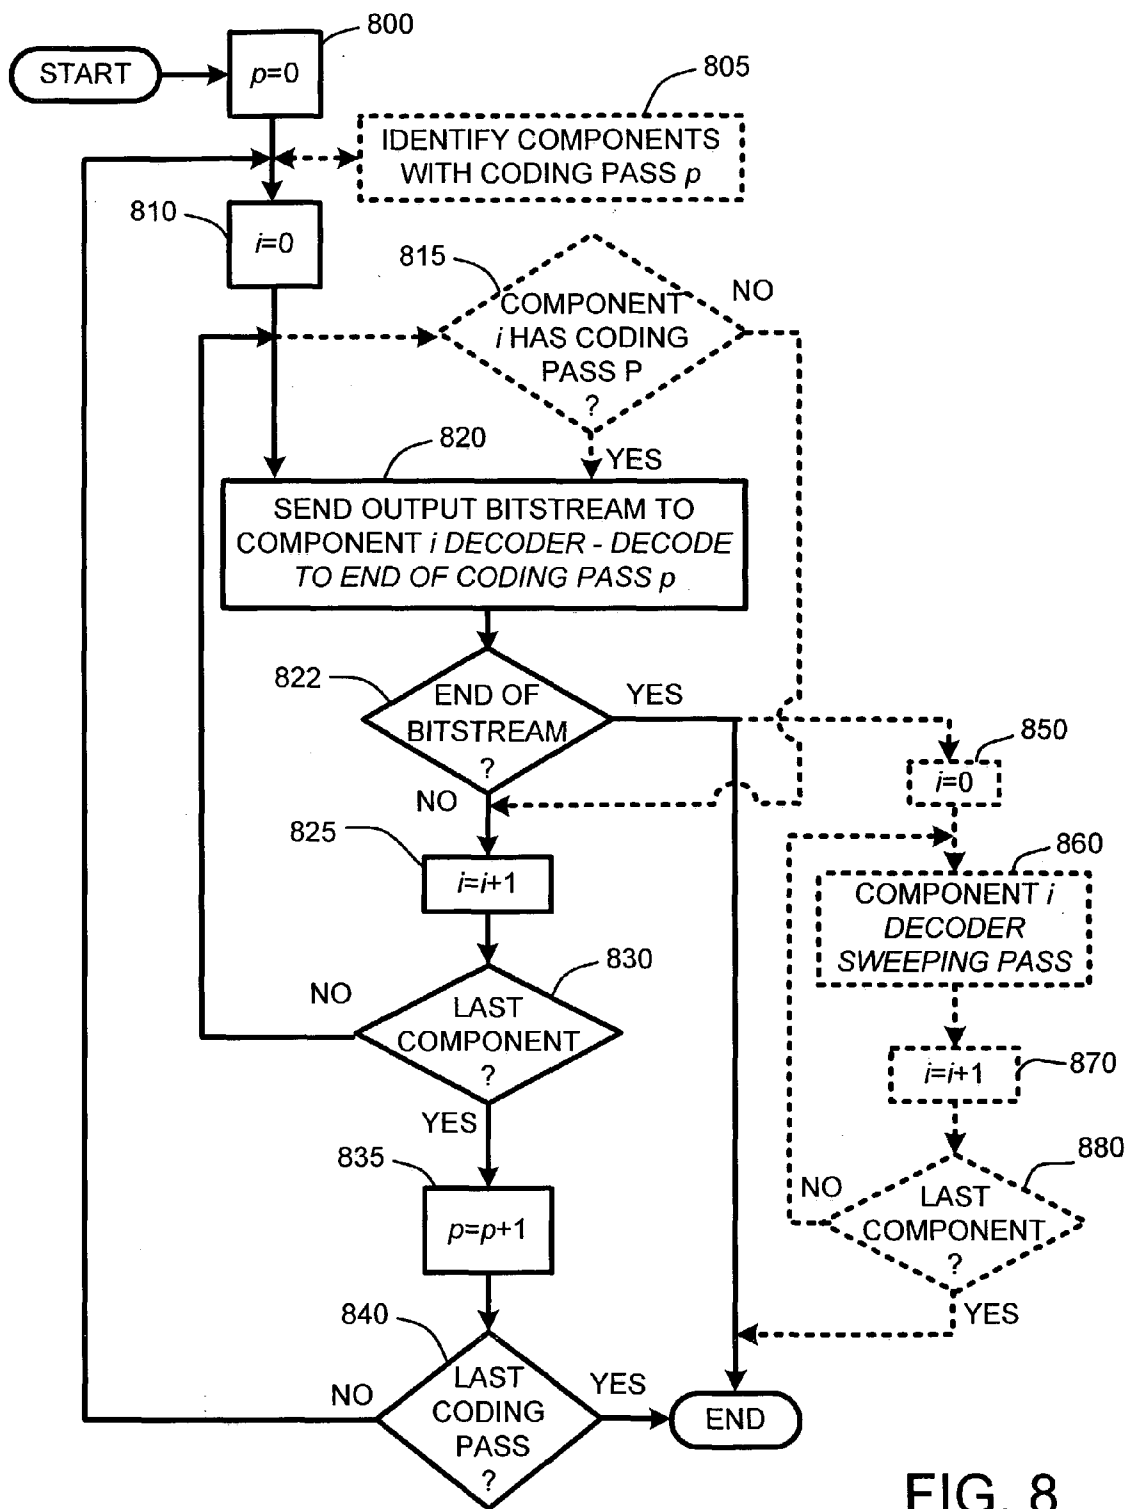 800
START
p=0
805
IDENTIFY COMPONENTS
WITH CODING PASS p
810
i=0
815
NO
COMPONENT
i HAS CODING
PASS P
?
820
YES
SEND OUTPUT BITSTREAM TO
COMPONENT i DECODER - DECODE
TO END OF CODING PASS p
822
END OF
BITSTREAM
?
YES
NO
850
i=0
825
i=i+1
860
COMPONENT i
DECODER
SWEEPING PASS
830
NO
LAST
COMPONENT
?
YES
870
i=i+1
835
p=p+1
880
NO
LAST
COMPONENT
?
YES
840
NO
LAST
CODING
PASS
?
YES
END
FIG. 8